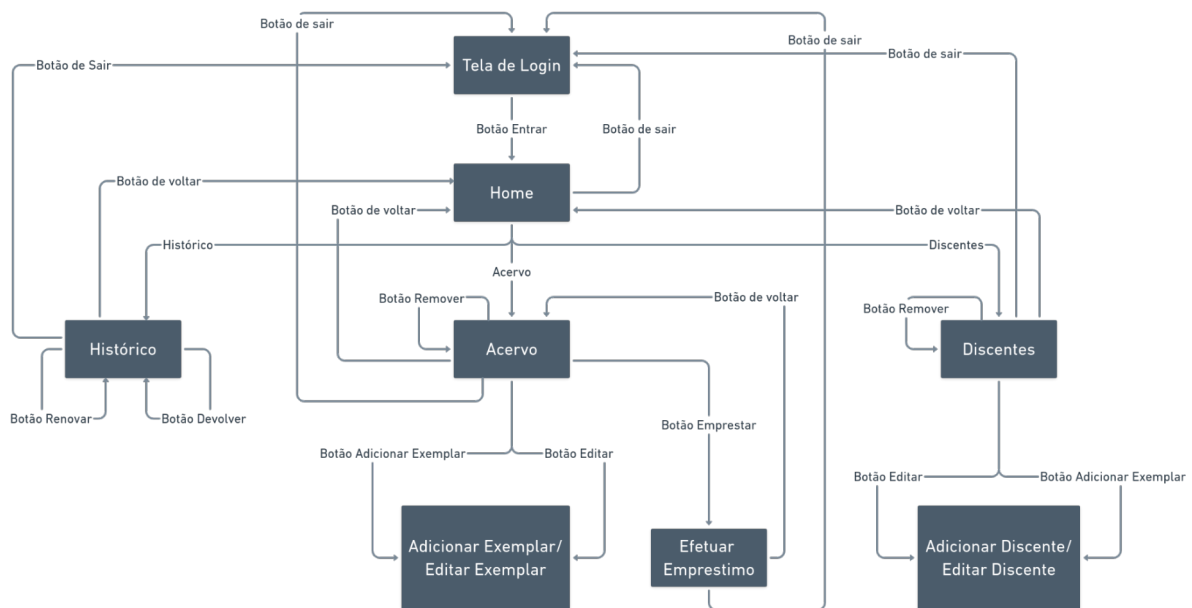 Botão de sair
Botão de sair
Botão de sair
Botão de Sair
Tela de Login
Botão Entrar
Botão de sair
Botão de voltar
Home
Botão de voltar
Botão de voltar
Histórico
Discentes
Acervo
Botão Remover
Botão de voltar
Botão Remover
Histórico
Acervo
Discentes
Botão Renovar
Botão Devolver
Botão Emprestar
Botão Adicionar Exemplar
Botão Editar
Botão Editar
Botão Adicionar Exemplar
Adicionar Exemplar/
Editar Exemplar
Efetuar
Emprestimo
Adicionar Discente/
Editar Discente